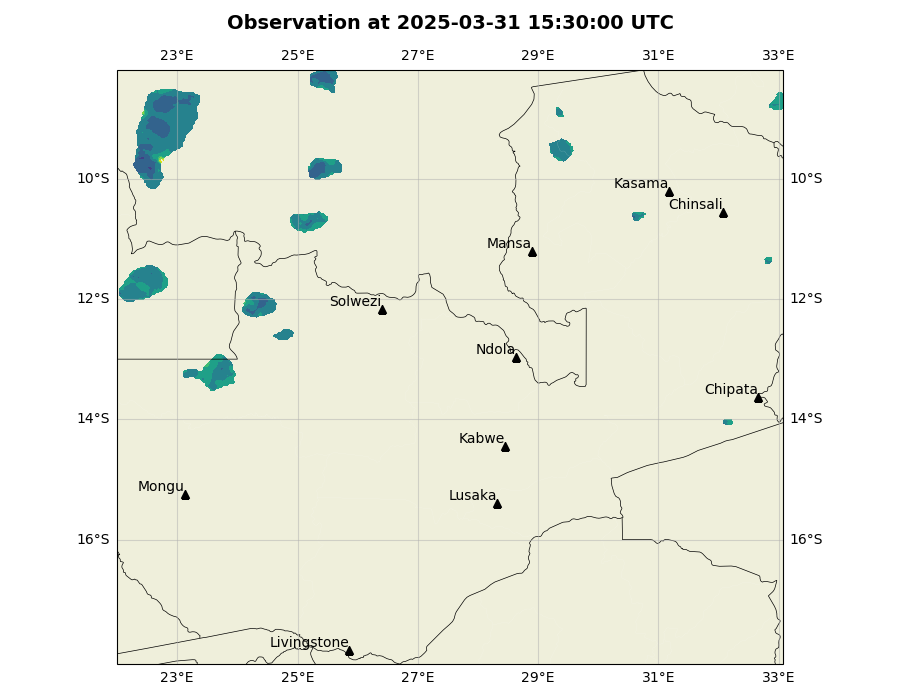 Observation at 2025-03-31 15:30:00 UTC
23°E 25°E 27°E 29°E 31°E 33°E
10°S 10°S
Kasama
Chinsali
Mansa
12°S 12°S
Solwezi
Ndola
Chipata
14°S 14°S
Kabwe
Mongu
Lusaka
16°S 16°S
Livingstone
23°E 25°E 27°E 29°E 31°E 33°E